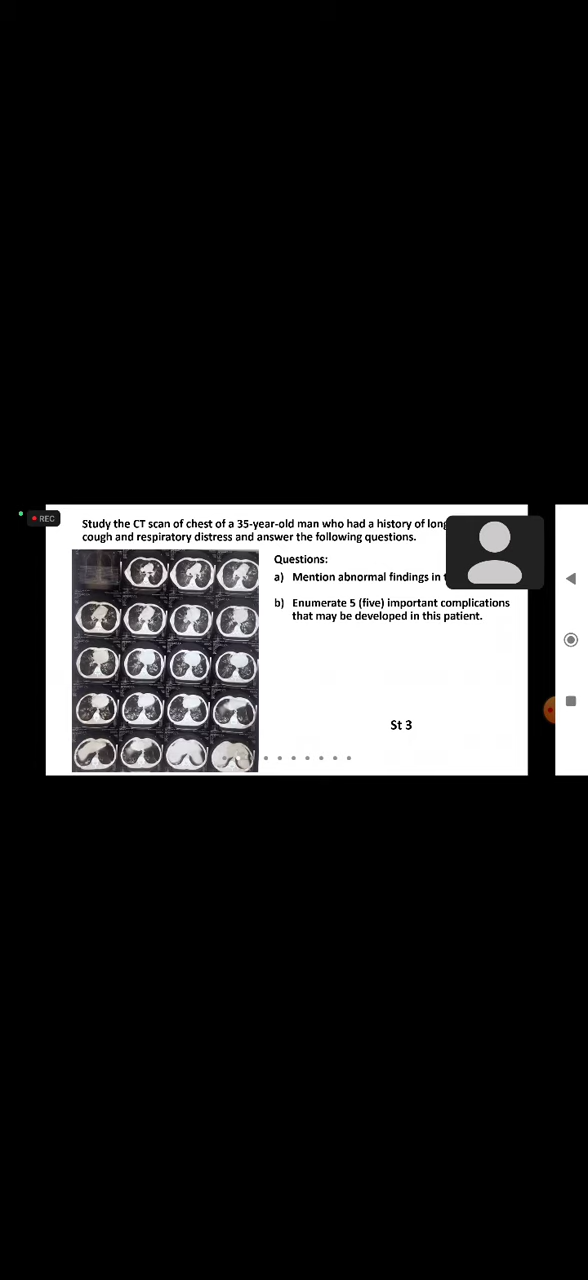 REC
Study the CT scan of chest of a 35-year-old man who had a history of long
cough and respiratory distress and answer the following questions.
Questions:
a) Mention abnormal findings in
b) Enumerate 5 (five) important complications
that may be developed in this patient.
St 3